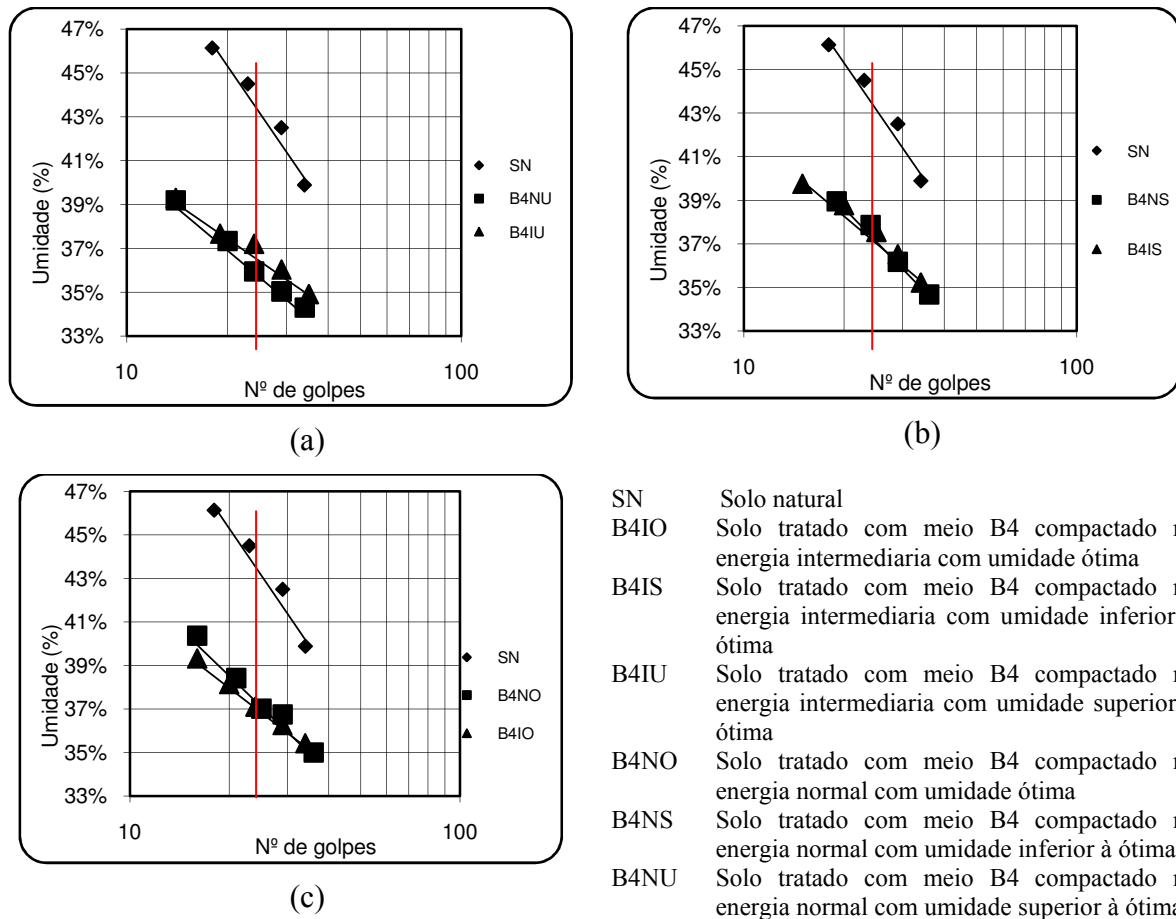 47%
45%
43%
41%
39%
37%
35%
33%
Umidade (%)
10
100
Nº de golpes
SN
B4NU
B4IU
(a)
47%
45%
43%
41%
39%
37%
35%
33%
Umidade (%)
10
100
Nº de golpes
SN
B4NS
B4IS
(b)
47%
45%
43%
41%
39%
37%
35%
33%
Umidade (%)
10
100
Nº de golpes
SN
B4NO
B4IO
(c)
SN Solo natural
B4IO Solo tratado com meio B4 compactado
energia intermediaria com umidade ótima
B4IS Solo tratado com meio B4 compactado
energia intermediaria com umidade inferior
ótima
B4IU Solo tratado com meio B4 compactado
energia intermediaria com umidade superior
ótima
B4NO Solo tratado com meio B4 compactado
energia normal com umidade ótima
B4NS Solo tratado com meio B4 compactado
energia normal com umidade inferior à ótima
B4NU Solo tratado com meio B4 compactado
energia normal com umidade superior à ótima